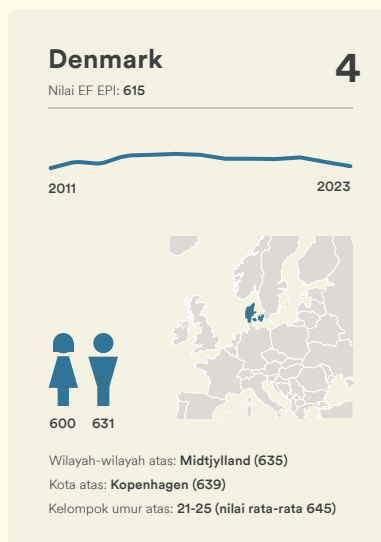 Denmark
4
Nilai EF EPI: 615
2011
2023
600
631
Wilayah-wilayah atas: Midtjylland (635)
Kota atas: Kopenhagen (639)
Kelompok umur atas: 21-25 (nilai rata-rata 645)